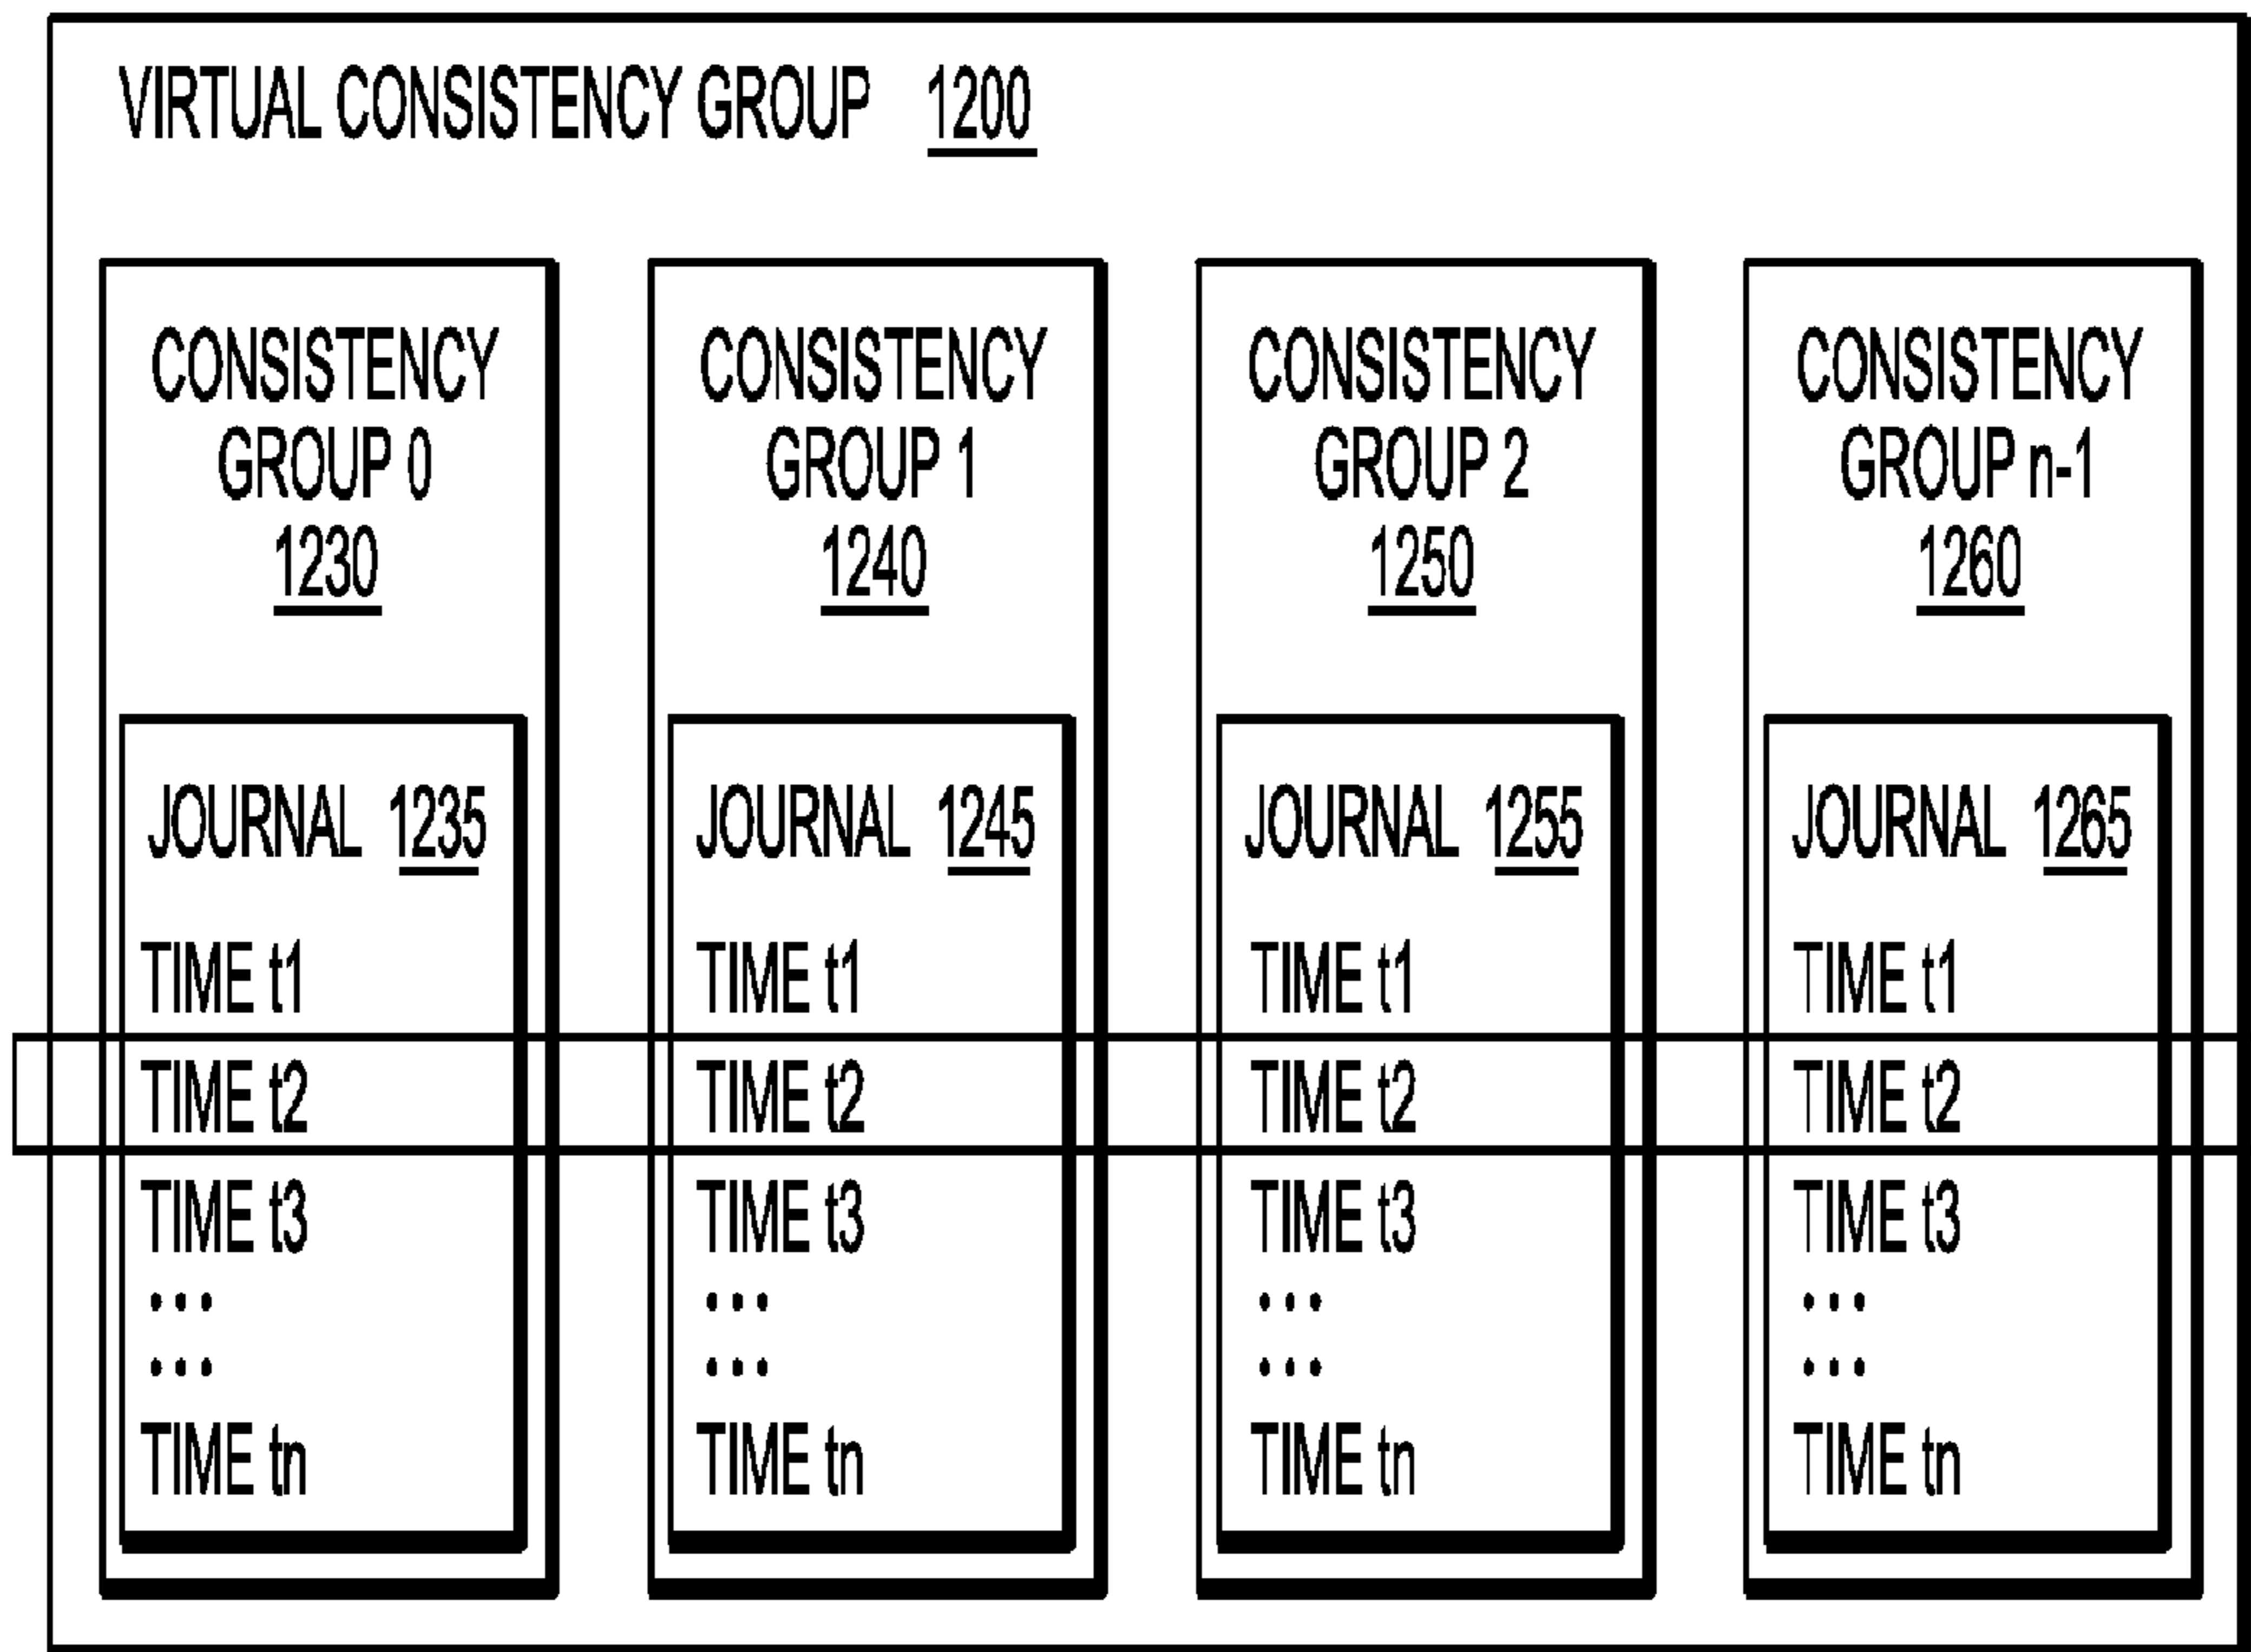 VIRTUAL CONSISTENCY GROUP 1200
CONSISTENCY
GROUP 0
1230
JOURNAL 1235
TIME t1
TIME t2
TIME t3
...
...
TIME tn
CONSISTENCY
GROUP 1
1240
JOURNAL 1245
TIME t1
TIME t2
TIME t3
...
...
TIME tn
CONSISTENCY
GROUP 2
1250
JOURNAL 1255
TIME t1
TIME t2
TIME t3
...
...
TIME tn
CONSISTENCY
GROUP n-1
1260
JOURNAL 1265
TIME t1
TIME t2
TIME t3
...
...
TIME tn